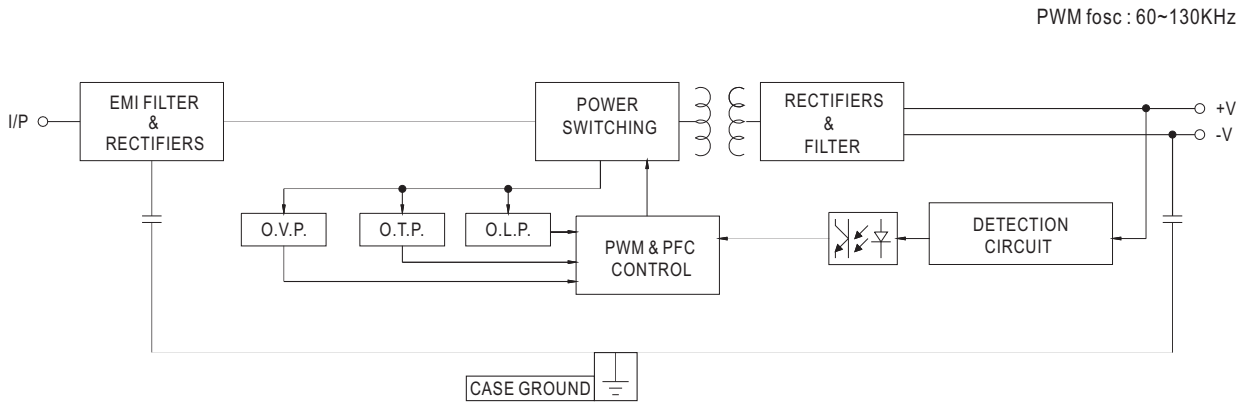 PWM fosc : 60~130KHz
I/P
EMI FILTER
&
RECTIFIERS
POWER
SWITCHING
RECTIFIERS
&
FILTER
+V
-V
O.V.P.
O.T.P.
O.L.P.
PWM & PFC
CONTROL
DETECTION
CIRCUIT
CASE GROUND